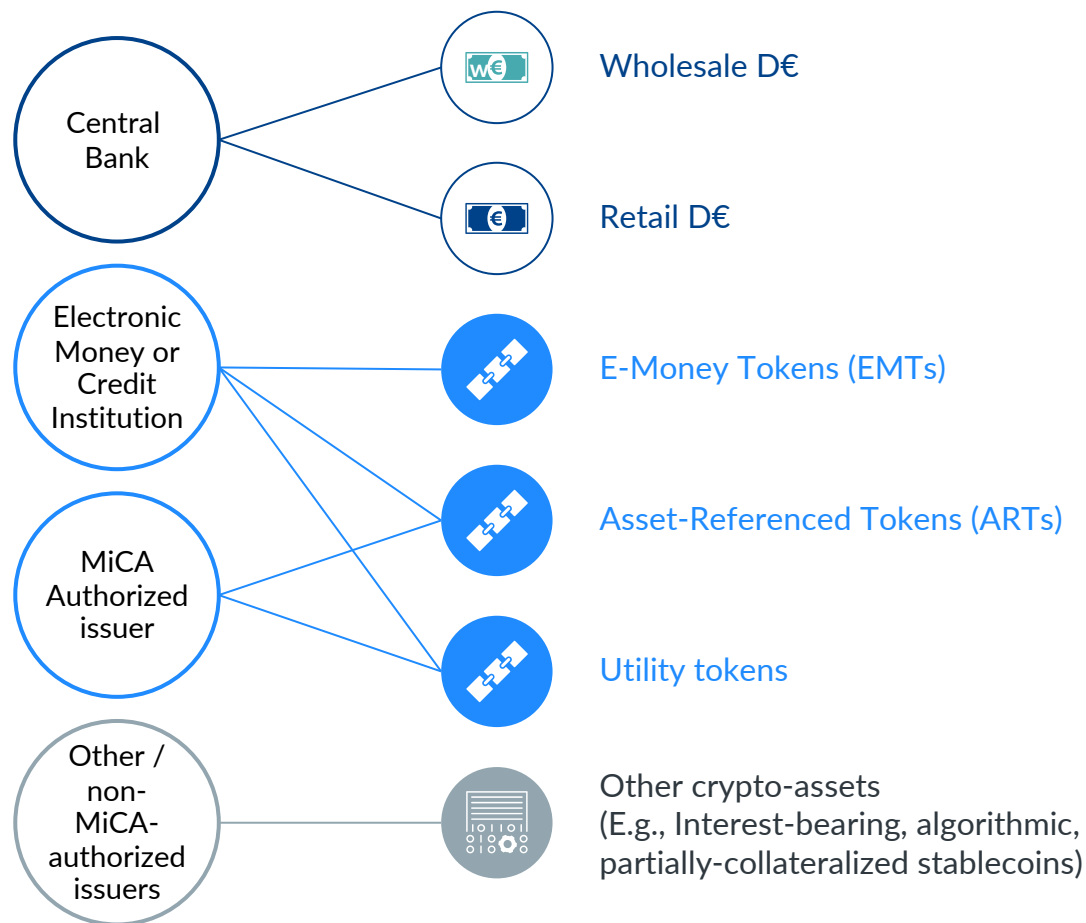 Central
Bank
w€
Wholesale D€
€
Retail D€
Electronic
Money or
Credit
Institution
E-Money Tokens (EMTs)
Asset-Referenced Tokens (ARTs)
MiCA
Authorized
issuer
Utility tokens
Other /
non-
MiCA-
authorized
issuers
Other crypto-assets
(E.g., Interest-bearing, algorithmic,
partially-collateralized stablecoins)